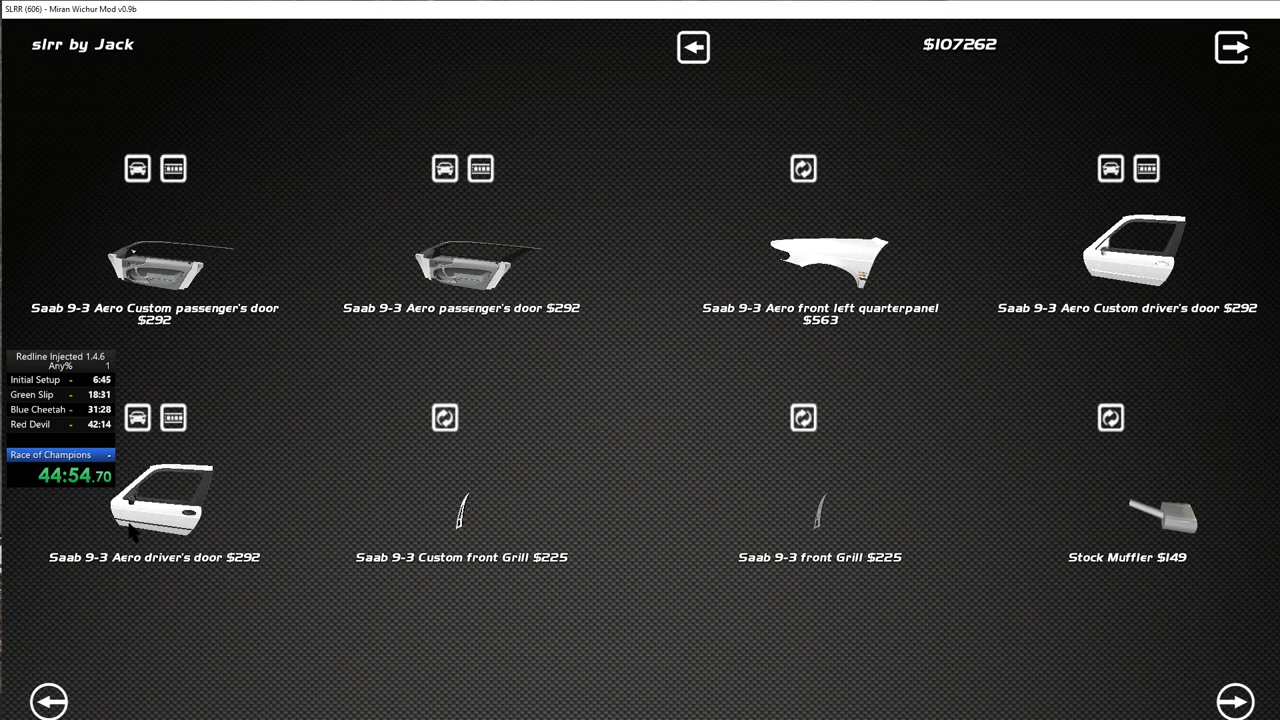 SLRR (606) - Miran Wichur Mod v0.9b
slrr by Jack
$107262
Saab 9-3 Aero Custom passenger's door
$292
Saab 9-3 Aero passenger's door $292
Saab 9-3 Aero front left quarterpanel
$563
Saab 9-3 Aero Custom driver's door $292
Redline Injected 1.4.6
Any% 1
Initial Setup - 6:45
Green Slip - 18:31
Blue Cheetah - 31:28
Red Devil - 42:14
Race of Champions -
44:54.70
Saab 9-3 Aero driver's door $292
Saab 9-3 Custom front Grill $225
Saab 9-3 front Grill $225
Stock Muffler $149